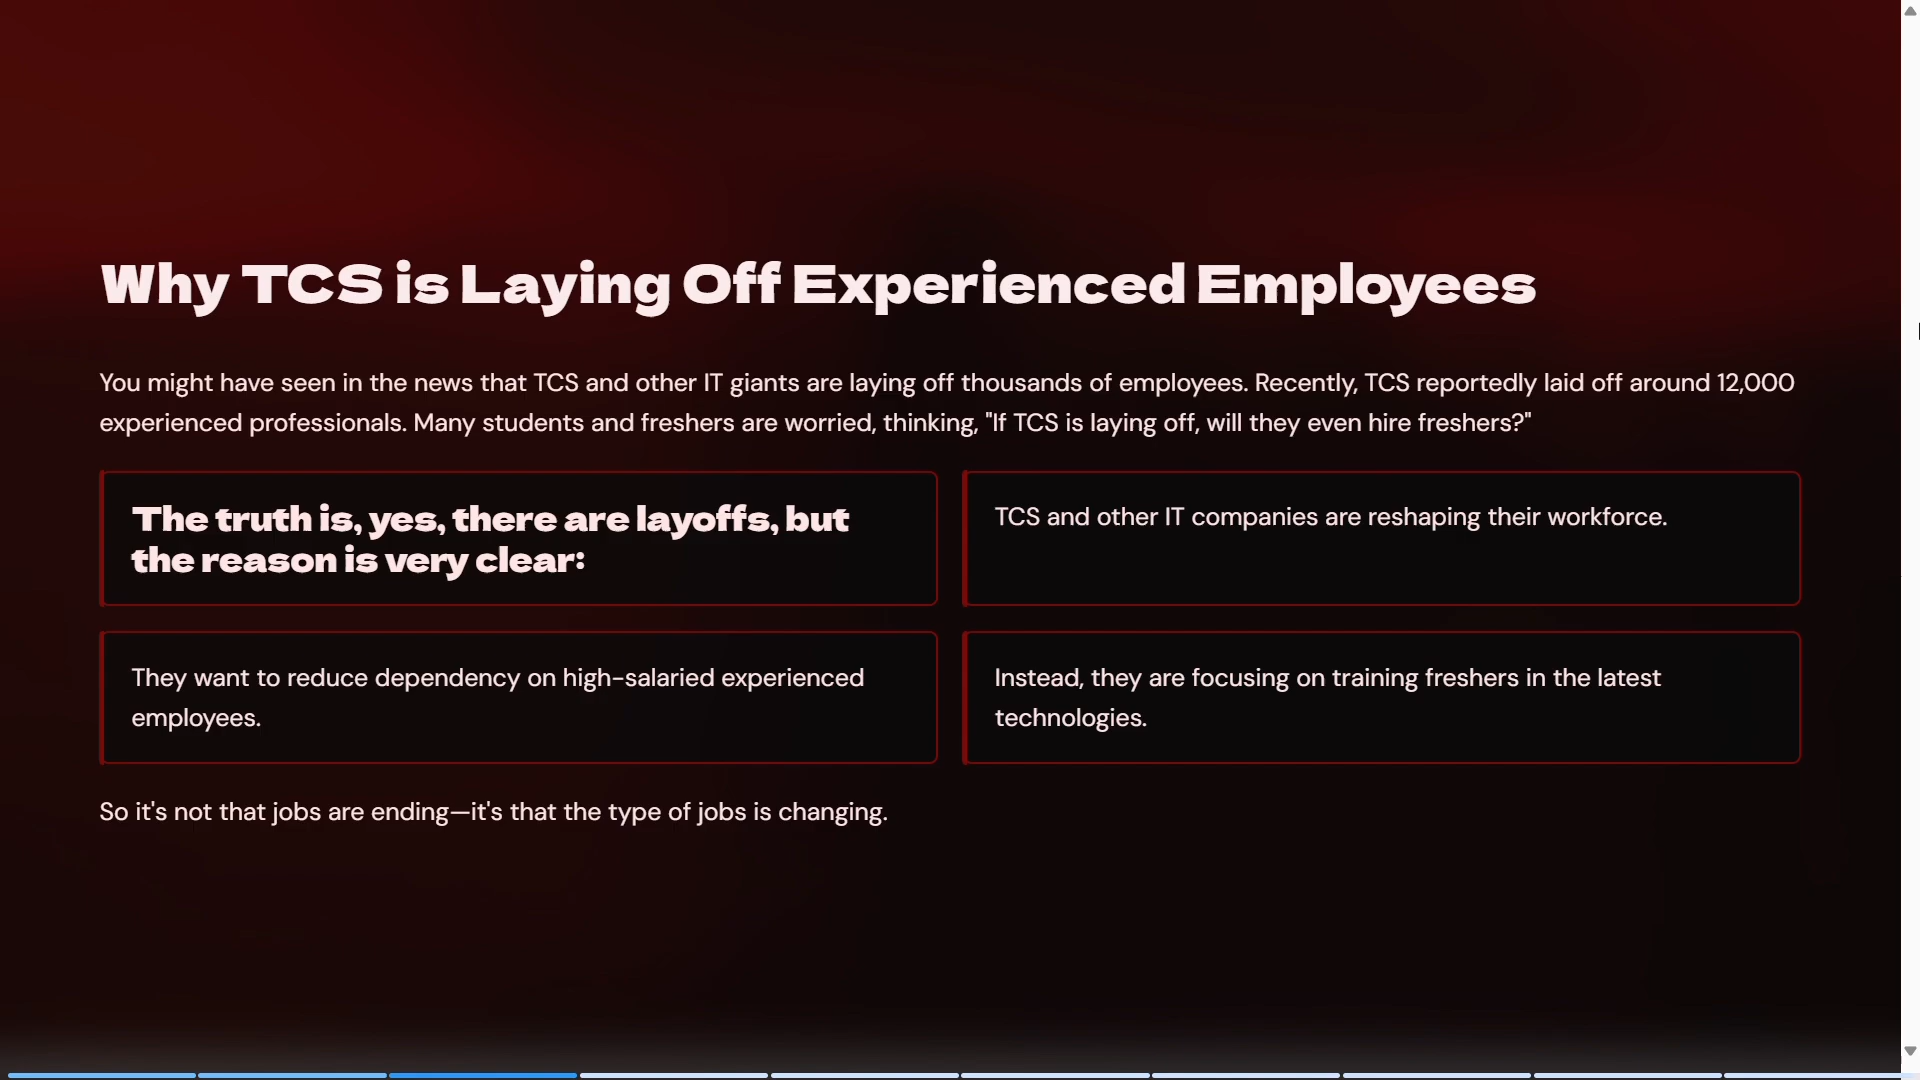 Why TCS is Laying Off Experienced Employees
You might have seen in the news that TCS and other IT giants are laying off thousands of employees. Recently, TCS reportedly laid off around 12,000
experienced professionals. Many students and freshers are worried, thinking, "If TCS is laying off, will they even hire freshers?"
The truth is, yes, there are layoffs, but
the reason is very clear:
TCS and other IT companies are reshaping their workforce.
They want to reduce dependency on high-salaried experienced
employees.
Instead, they are focusing on training freshers in the latest
technologies.
So it's not that jobs are ending—it's that the type of jobs is changing.